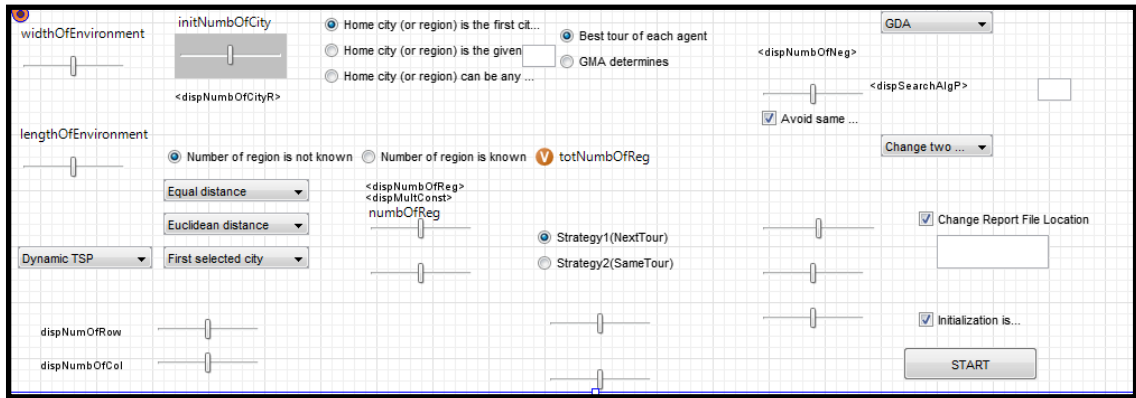 widthOfEnvironment
initNumbOfCity
<dispNumbOfCityR>
Home city (or region) is the first cit...
Home city (or region) is the given
Home city (or region) can be any ...
Best tour of each agent
GMA determines
<dispNumbOfNeg>
GDA
<dispSearchAlgP>
Avoid same ...
lengthOfEnvironment
Number of region is not known
Number of region is known
V totNumbOfReg
Change two ...
Equal distance
<dispNumbOfReg>
<dispMultConst>
numbOfReg
Euclidean distance
Change Report File Location
Strategy1(NextTour)
Dynamic TSP
First selected city
Strategy2(SameTour)
dispNumOfRow
Initialization is...
dispNumbOfCol
START